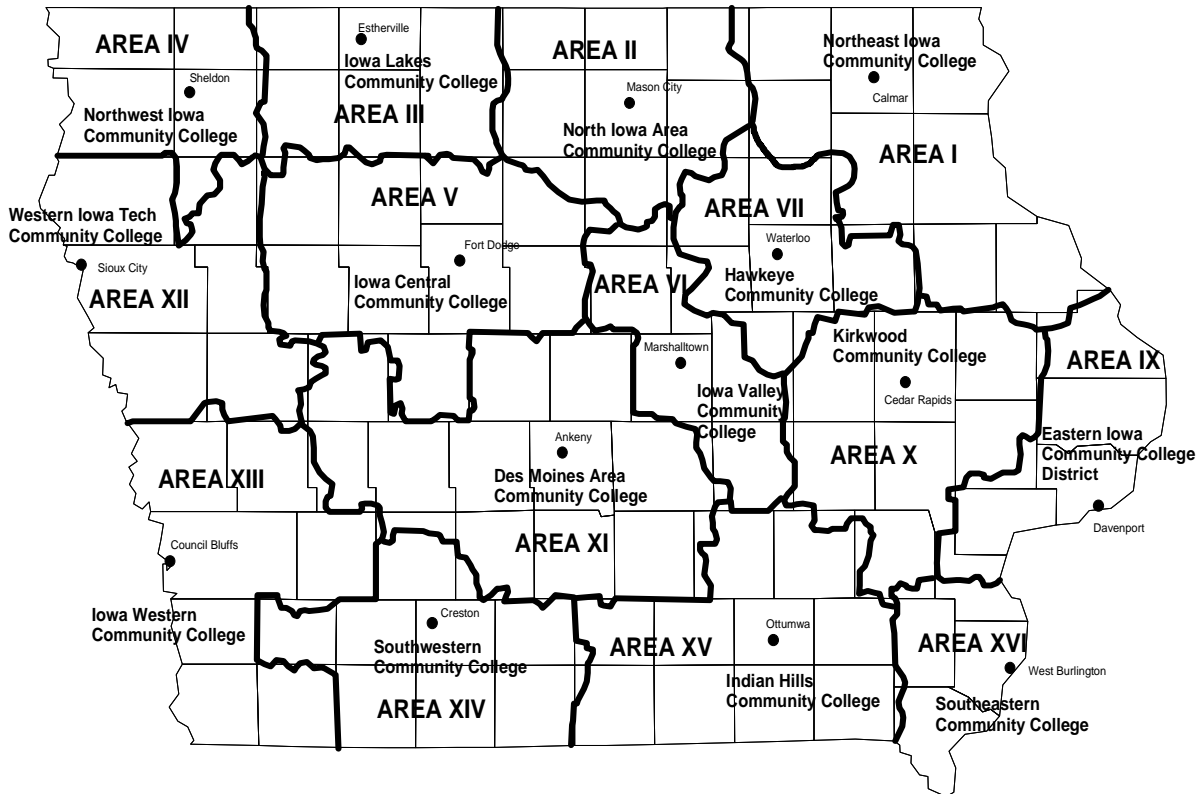 AREA IV
Estherville
Iowa Lakes
Community College
AREA II
Northeast Iowa
Community College
Sheldon
Mason City
Calmar
Northwest Iowa
Community College
AREA III
North Iowa Area
Community College
AREA I
AREA V
AREA VII
Western Iowa Tech
Community College
Sioux City
Fort Dodge
Waterloo
AREA XII
Iowa Central
Community College
AREA VI
Hawkeye
Community College
Marshalltown
Kirkwood
Community College
AREA IX
Iowa Valley
Community
College
Cedar Rapids
Ankeny
Des Moines Area
Community College
AREA XIII
AREA X
Eastern Iowa
Community College
District
Davenport
Council Bluffs
AREA XI
Iowa Western
Community College
Creston
Southwestern
Community College
AREA XV
Ottumwa
AREA XVI
West Burlington
AREA XIV
Indian Hills
Community College
Southeastern
Community College